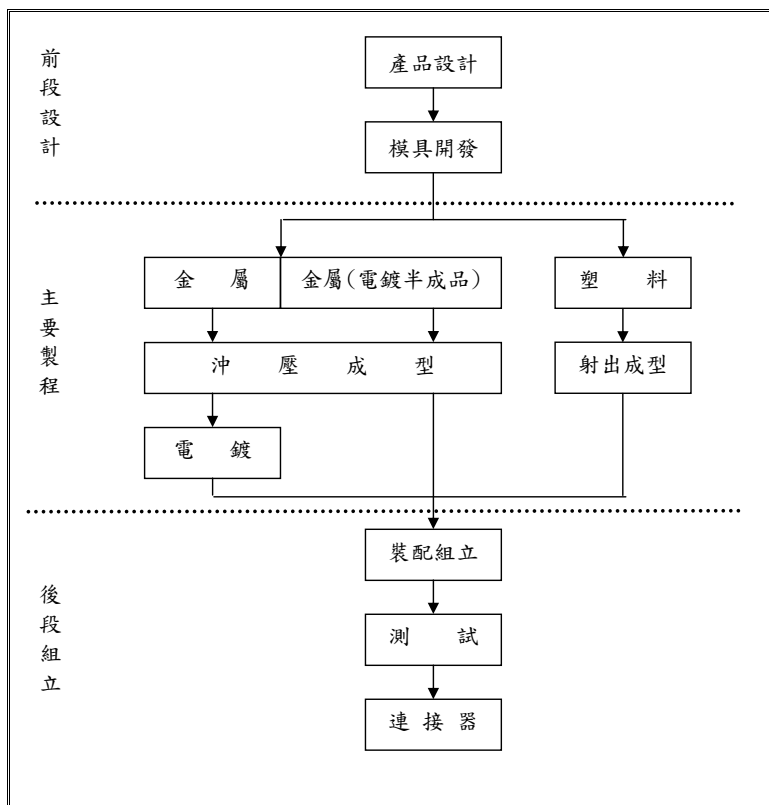 前段設計
產品設計
模具開發
主要製程
金屬
金屬(電鍍半成品)
塑料
沖壓成型
射出成型
電鍍
後段組立
裝配組立
測試
連接器